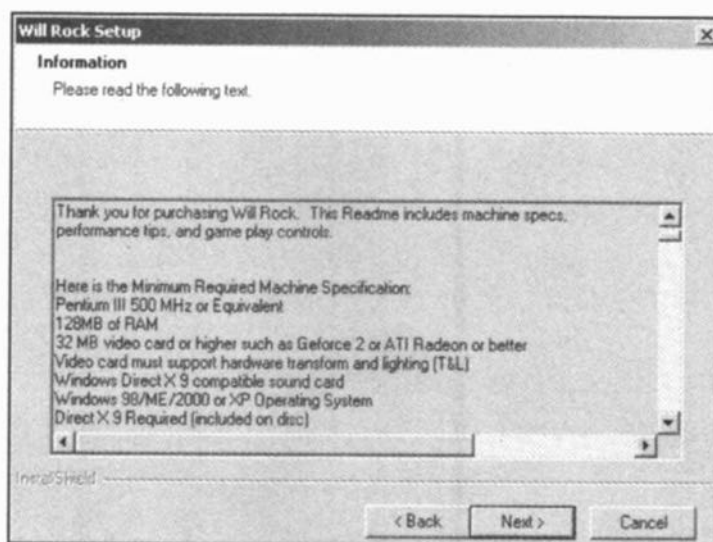 Will Rock Setup
Information
Please read the following text.
Thank you for purchasing Will Rock. This Readme includes machine specs,
performance tips, and game play controls.
Here is the Minimum Required Machine Specification:
Pentium III 500 MHz or Equivalent
128MB of RAM
32 MB video card or higher such as Geforce 2 or ATI Radeon or better
Video card must support hardware transform and lighting (T&L)
Windows Direct X 9 compatible sound card
Windows 98/ME/2000 or XP Operating System
Direct X 9 Required (included on disc)
InstallShield
< Back
Next >
Cancel